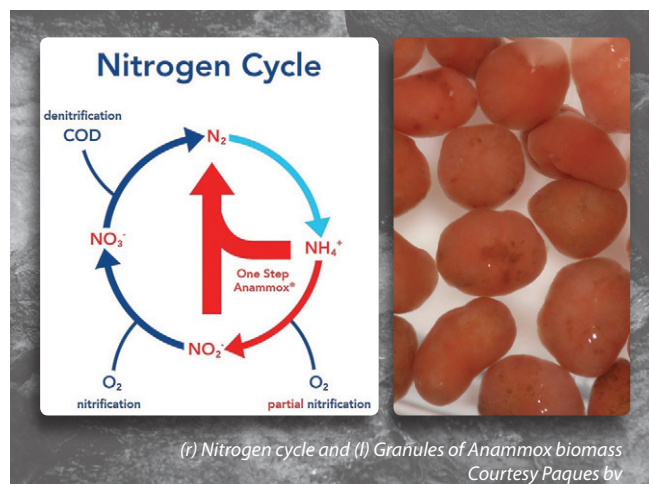 Nitrogen Cycle
denitrification
COD
N₂
NO₃⁻
NH₄⁺
One Step
Anammox®
NO₂⁻
O₂
nitrification
O₂
partial nitrification
(r) Nitrogen cycle and (l) Granules of Anammox biomass
Courtesy Paques bv